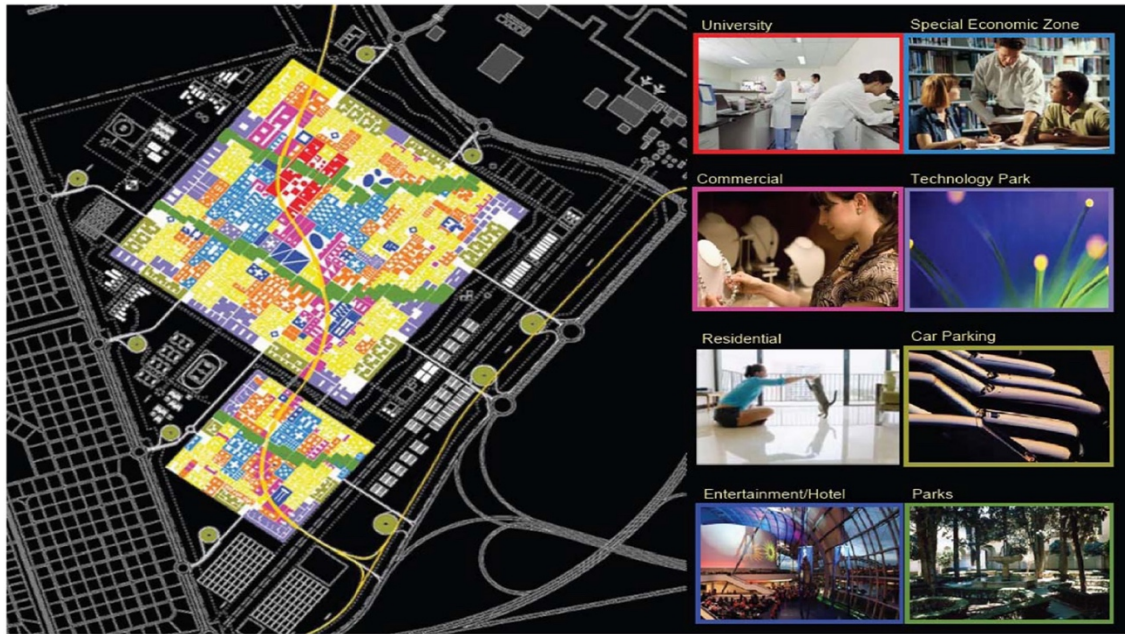 University
Special Economic Zone
Commercial
Technology Park
Residential
Car Parking
Entertainment/Hotel
Parks